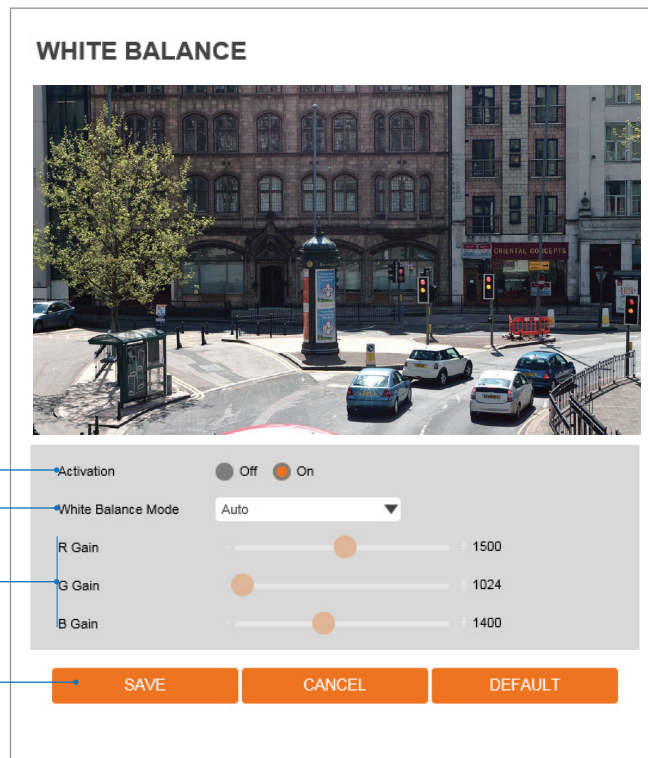 WHITE BALANCE
ORIENTAL CONCEPTS
Activation Off On
White Balance Mode Auto
R Gain - + 1500
G Gain - + 1024
B Gain - + 1400
SAVE CANCEL DEFAULT